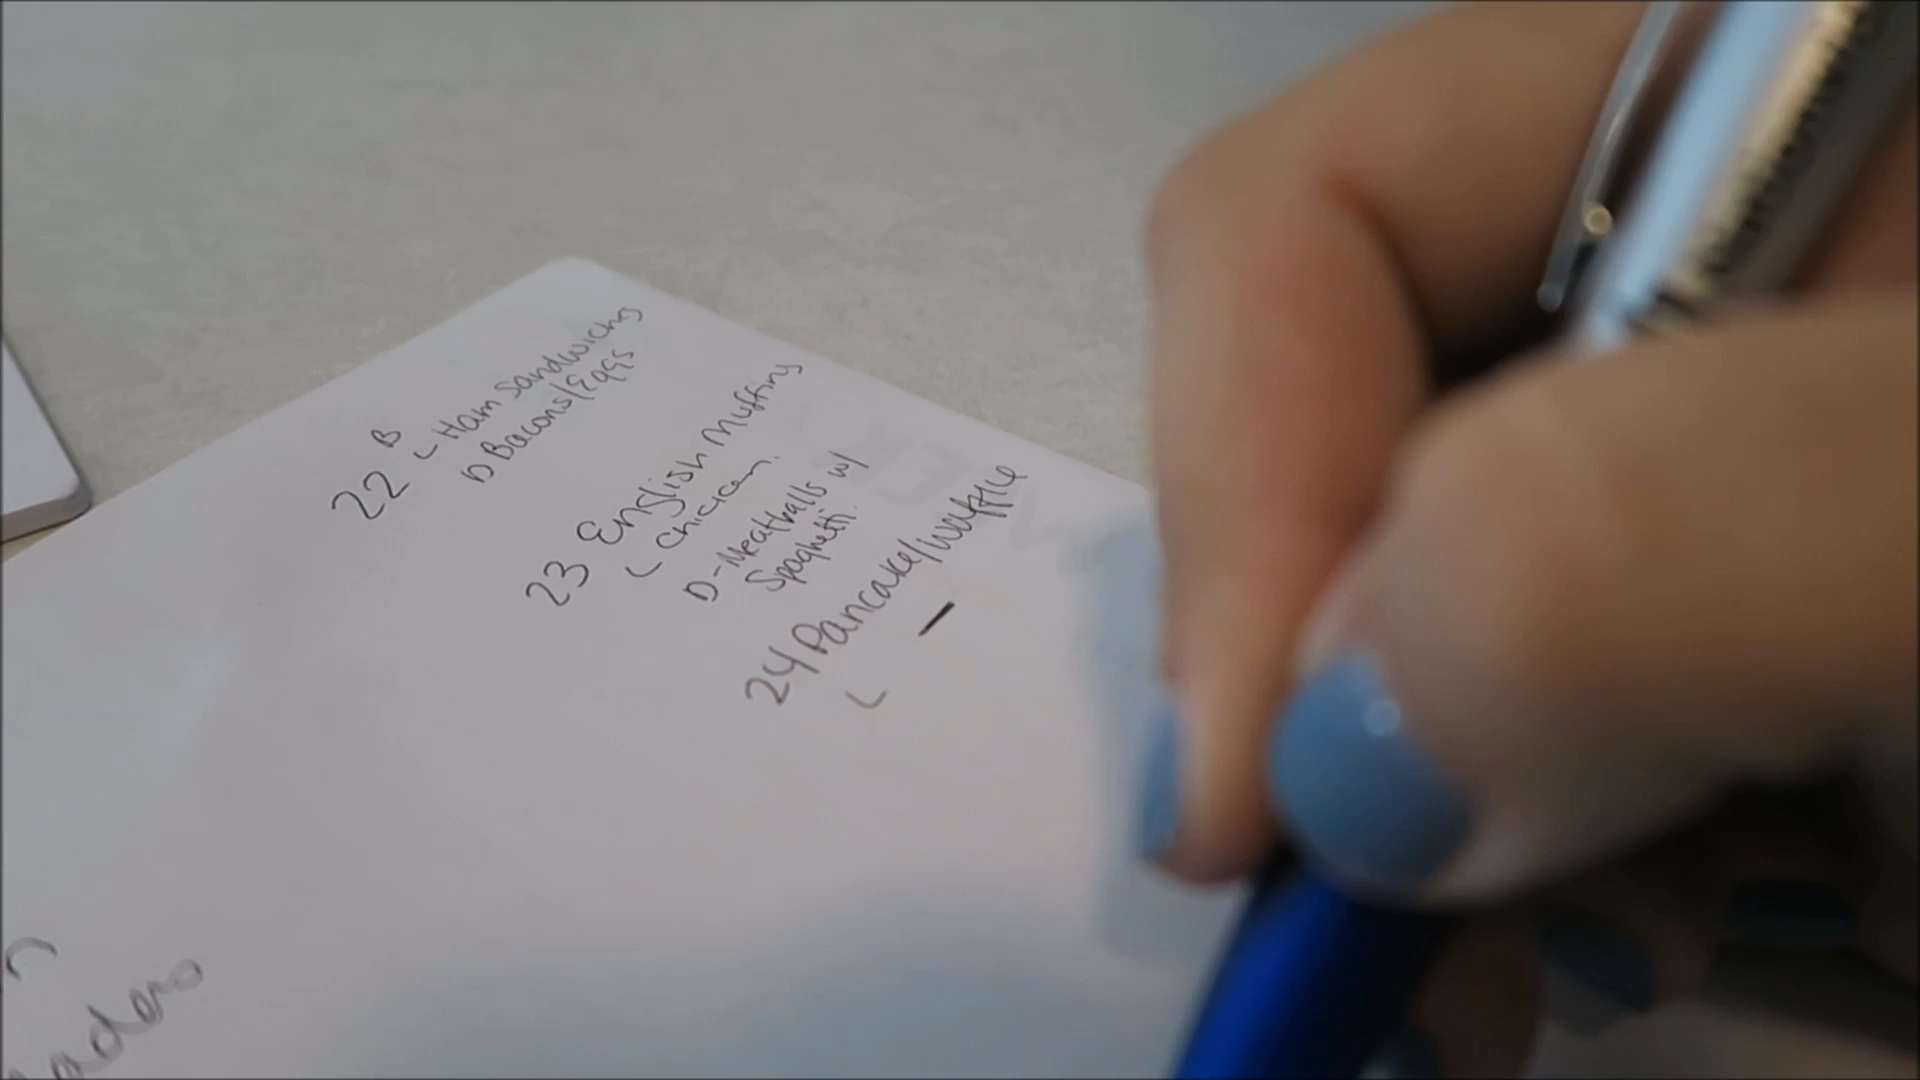 22 B
L Ham Sandwichs
D Bacons/Eggs
23 English Muffins
L Chicken.
D-Meatballs w/
Spaghetti.
24 Pancake/Waffle
L